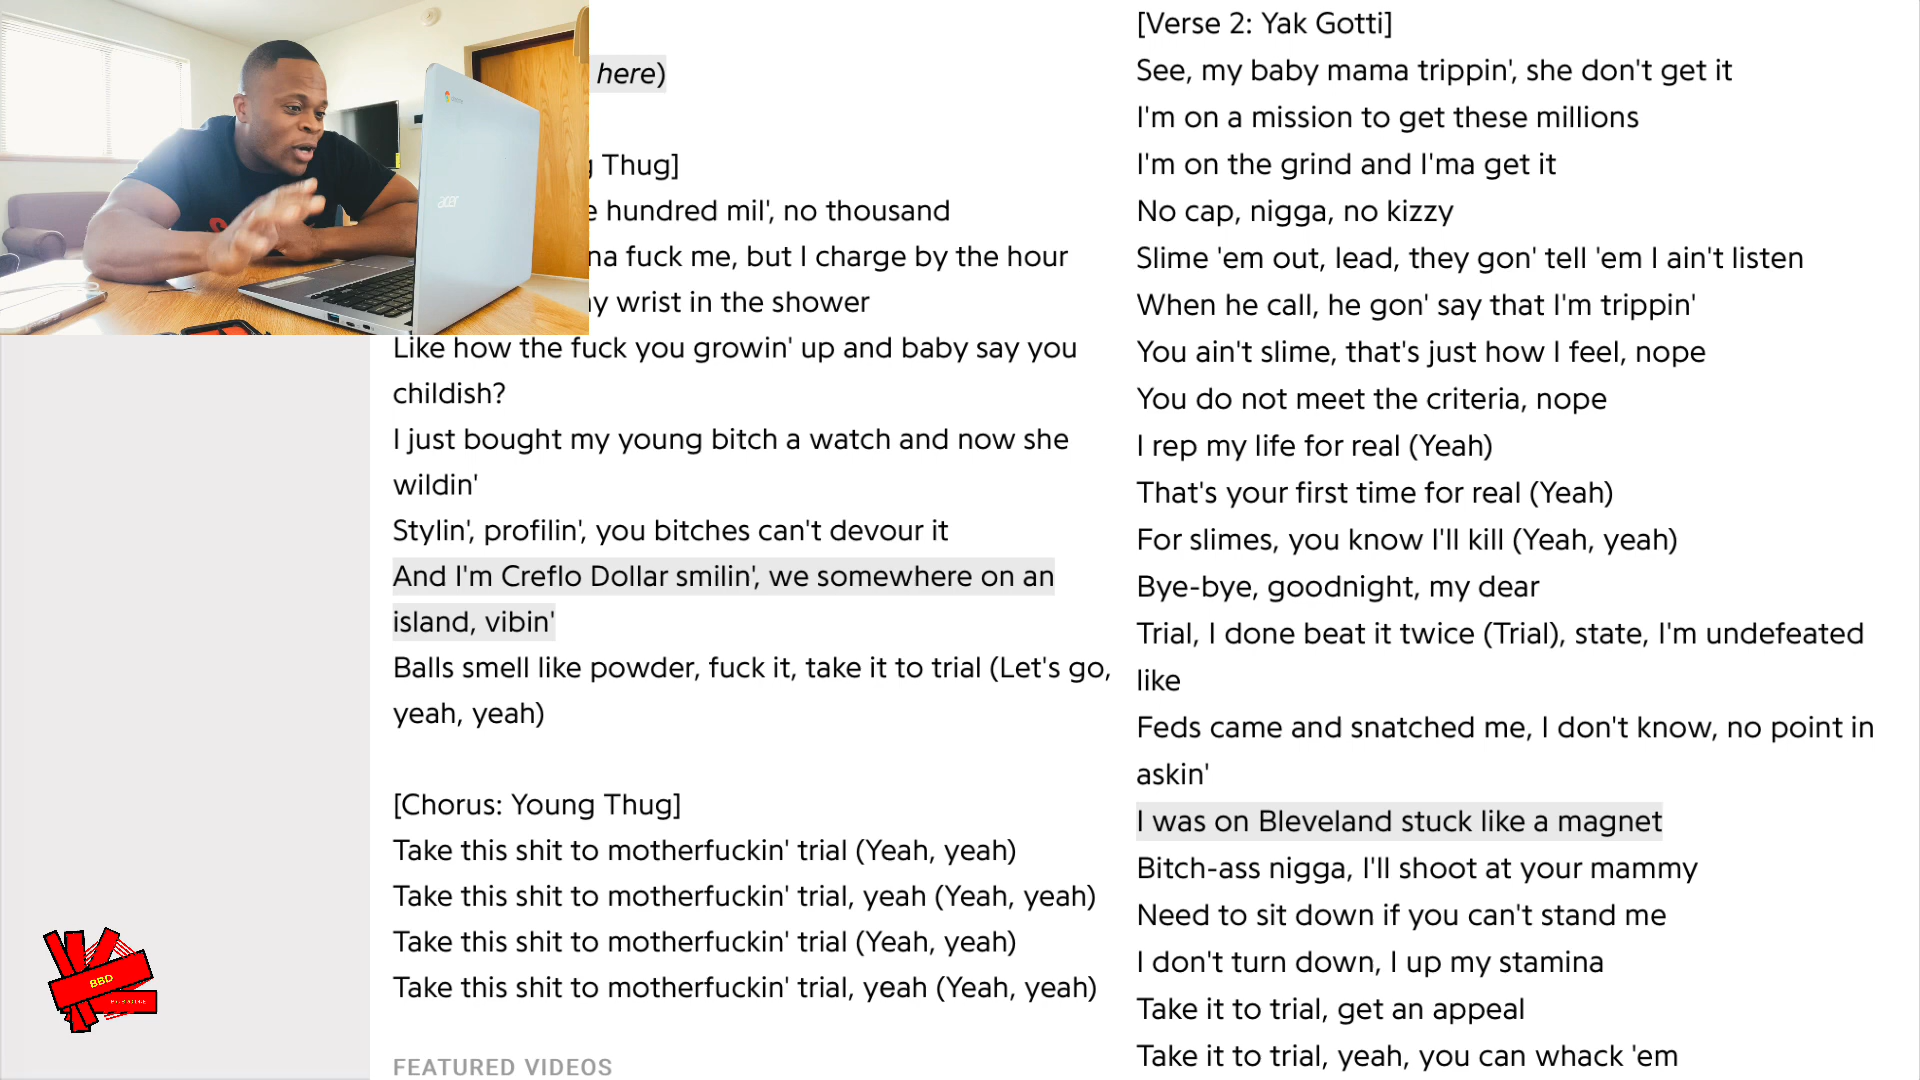 here)
g Thug]
e hundred mil', no thousand
na fuck me, but I charge by the hour
y wrist in the shower
Like how the fuck you growin' up and baby say you
childish?
I just bought my young bitch a watch and now she
wildin'
Stylin', profilin', you bitches can't devour it
And I'm Creflo Dollar smilin', we somewhere on an
island, vibin'
Balls smell like powder, fuck it, take it to trial (Let's go,
yeah, yeah)
[Chorus: Young Thug]
Take this shit to motherfuckin' trial (Yeah, yeah)
Take this shit to motherfuckin' trial, yeah (Yeah, yeah)
Take this shit to motherfuckin' trial (Yeah, yeah)
Take this shit to motherfuckin' trial, yeah (Yeah, yeah)
FEATURED VIDEOS
[Verse 2: Yak Gotti]
See, my baby mama trippin', she don't get it
I'm on a mission to get these millions
I'm on the grind and I'ma get it
No cap, nigga, no kizzy
Slime 'em out, lead, they gon' tell 'em I ain't listen
When he call, he gon' say that I'm trippin'
You ain't slime, that's just how I feel, nope
You do not meet the criteria, nope
I rep my life for real (Yeah)
That's your first time for real (Yeah)
For slimes, you know I'll kill (Yeah, yeah)
Bye-bye, goodnight, my dear
Trial, I done beat it twice (Trial), state, I'm undefeated
like
Feds came and snatched me, I don't know, no point in
askin'
I was on Bleveland stuck like a magnet
Bitch-ass nigga, I'll shoot at your mammy
Need to sit down if you can't stand me
I don't turn down, I up my stamina
Take it to trial, get an appeal
Take it to trial, yeah, you can whack 'em
acer
BBD